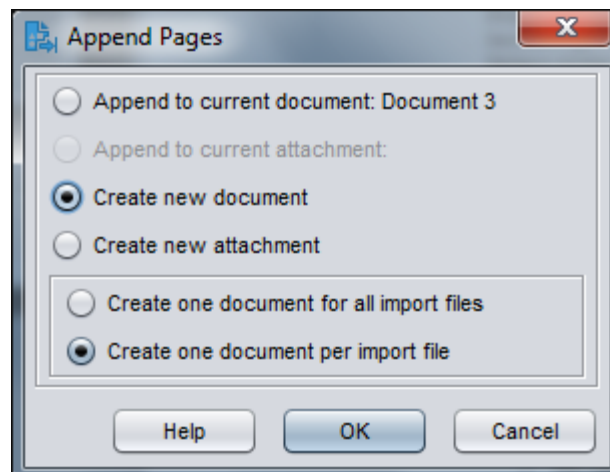 Append Pages
Append to current document: Document 3
Append to current attachment:
Create new document
Create new attachment
Create one document for all import files
Create one document per import file
Help OK Cancel